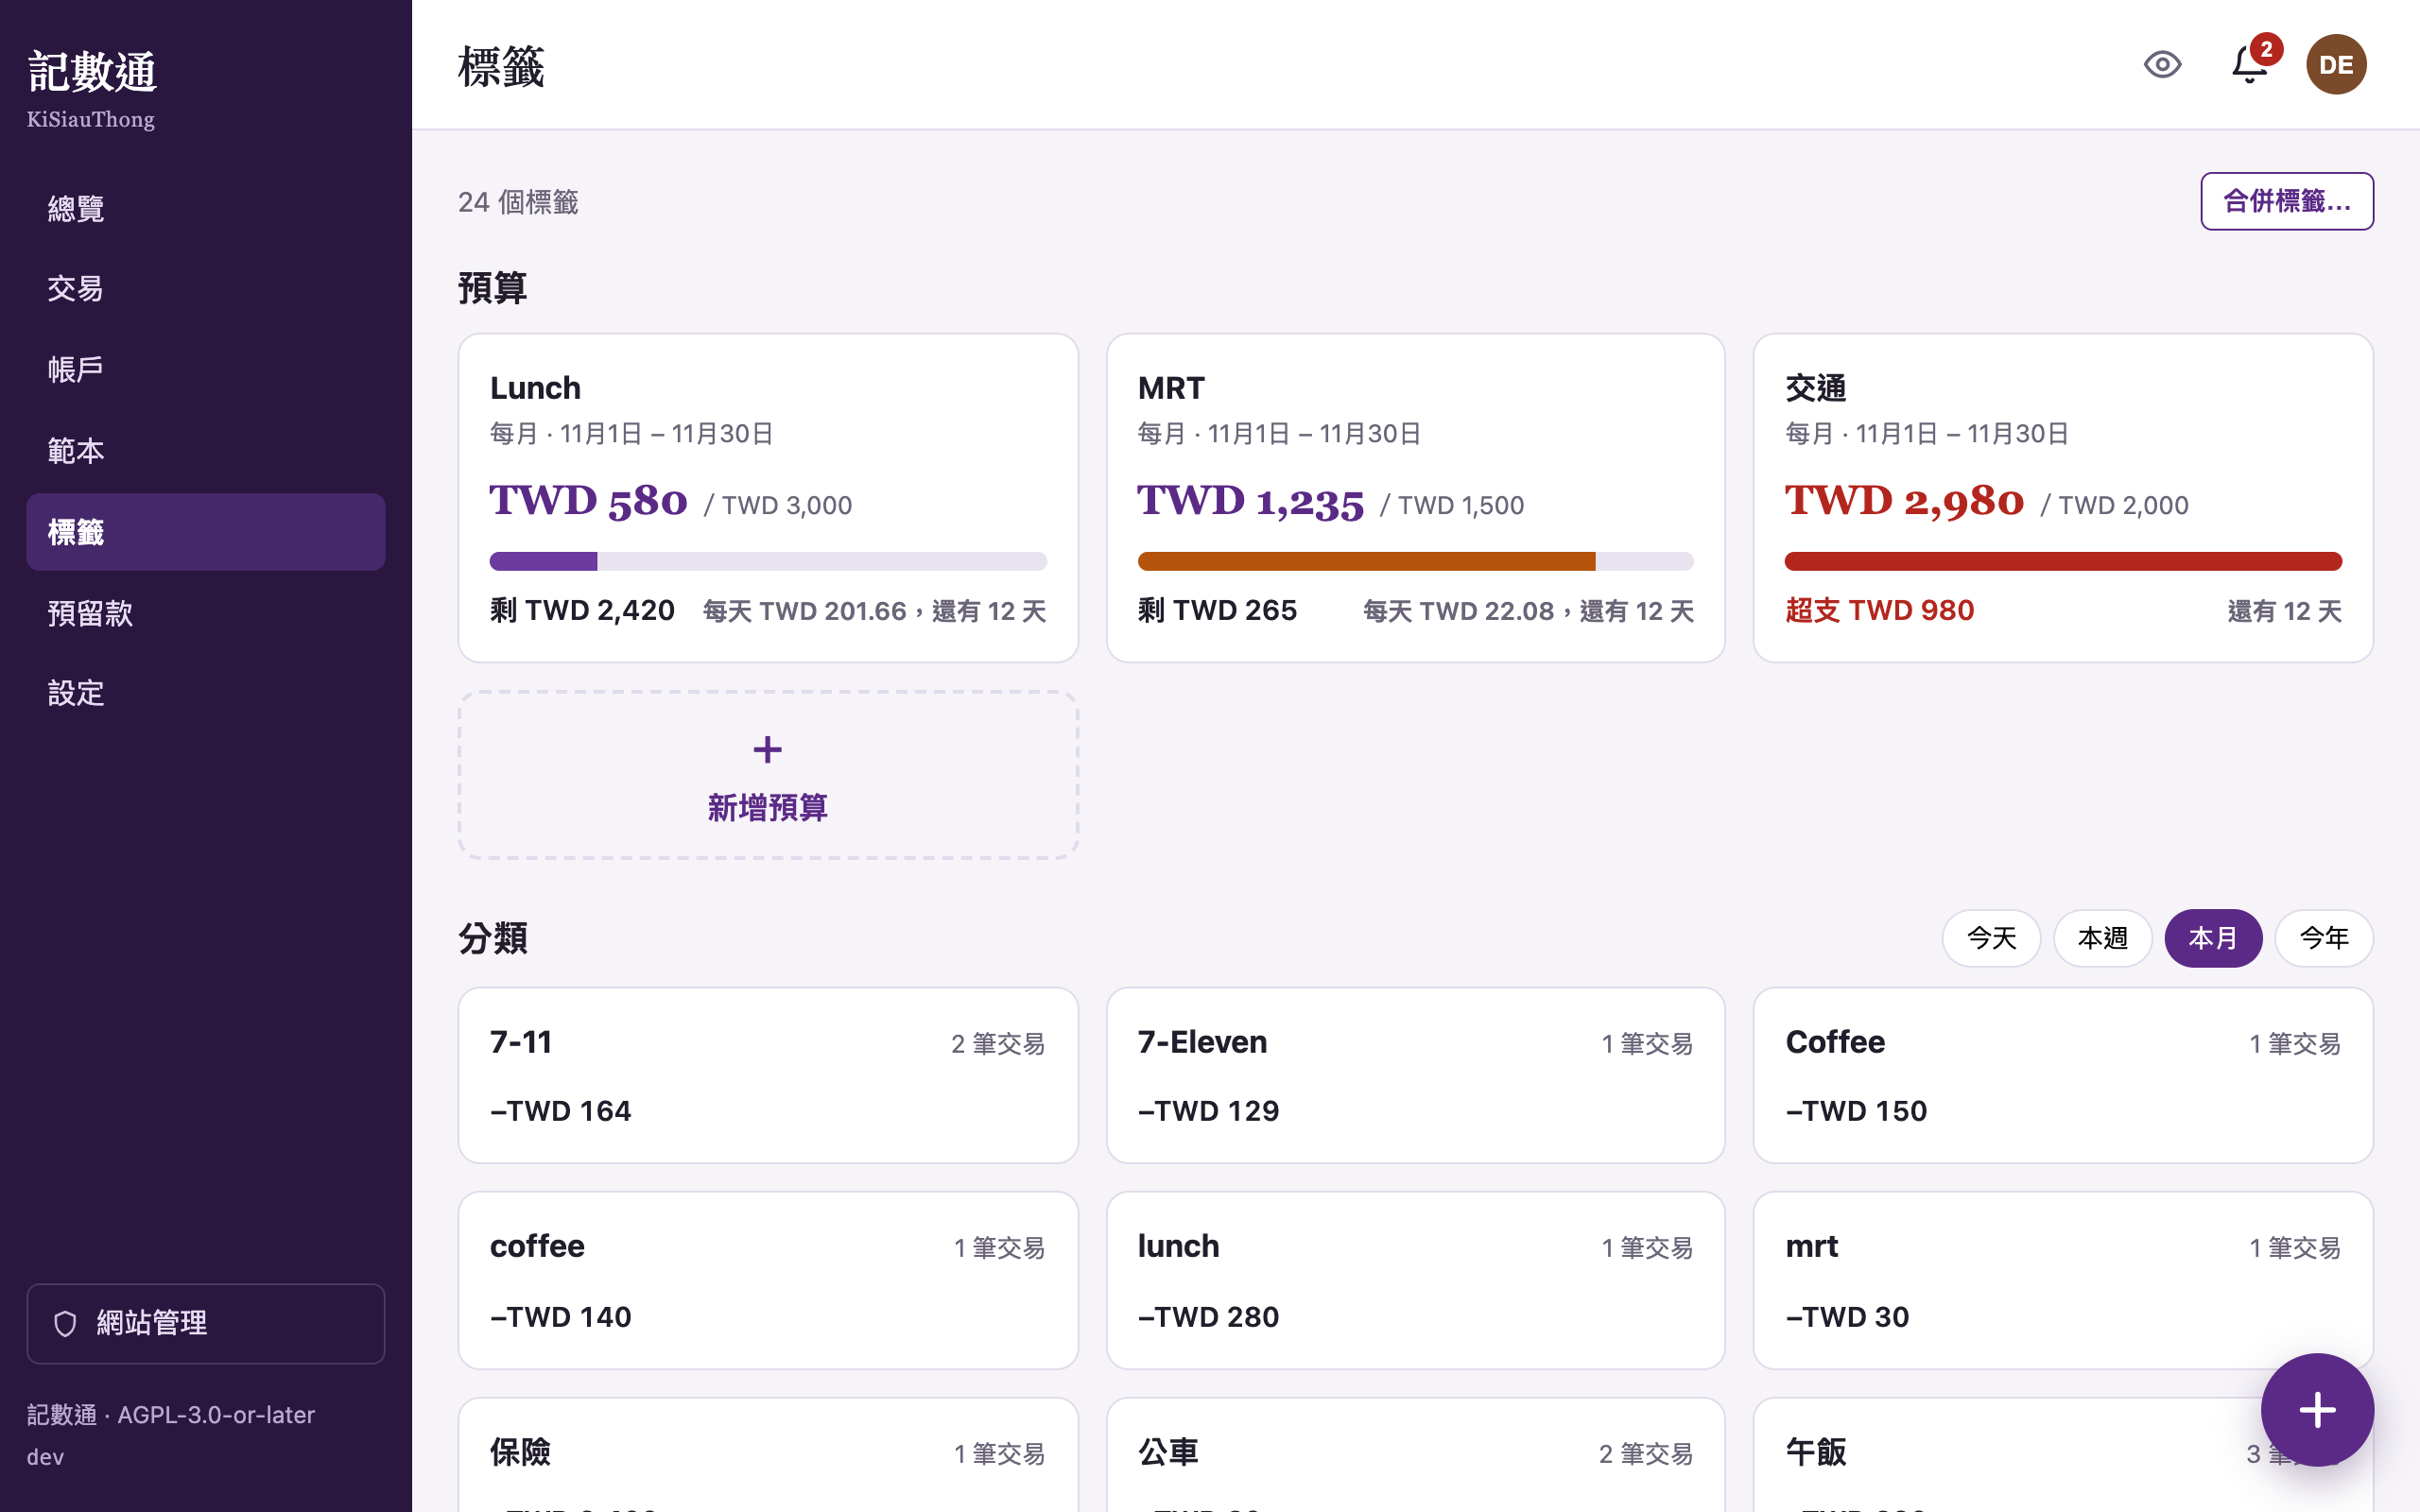 記數通
KiSiauThong
總覽
交易
帳戶
範本
標籤
預留款
設定
網站管理
記數通 · AGPL-3.0-or-later
dev
標籤
2
DE
24 個標籤
合併標籤...
預算
Lunch
每月 · 11月1日 – 11月30日
TWD 580 / TWD 3,000
剩 TWD 2,420 每天 TWD 201.66，還有 12 天
MRT
每月 · 11月1日 – 11月30日
TWD 1,235 / TWD 1,500
剩 TWD 265 每天 TWD 22.08，還有 12 天
交通
每月 · 11月1日 – 11月30日
TWD 2,980 / TWD 2,000
超支 TWD 980 還有 12 天
+
新增預算
分類
今天 本週 本月 今年
7-11 2 筆交易
–TWD 164
7-Eleven 1 筆交易
–TWD 129
Coffee 1 筆交易
–TWD 150
coffee 1 筆交易
–TWD 140
lunch 1 筆交易
–TWD 280
mrt 1 筆交易
–TWD 30
保險 1 筆交易
公車 2 筆交易
午飯 3 筆